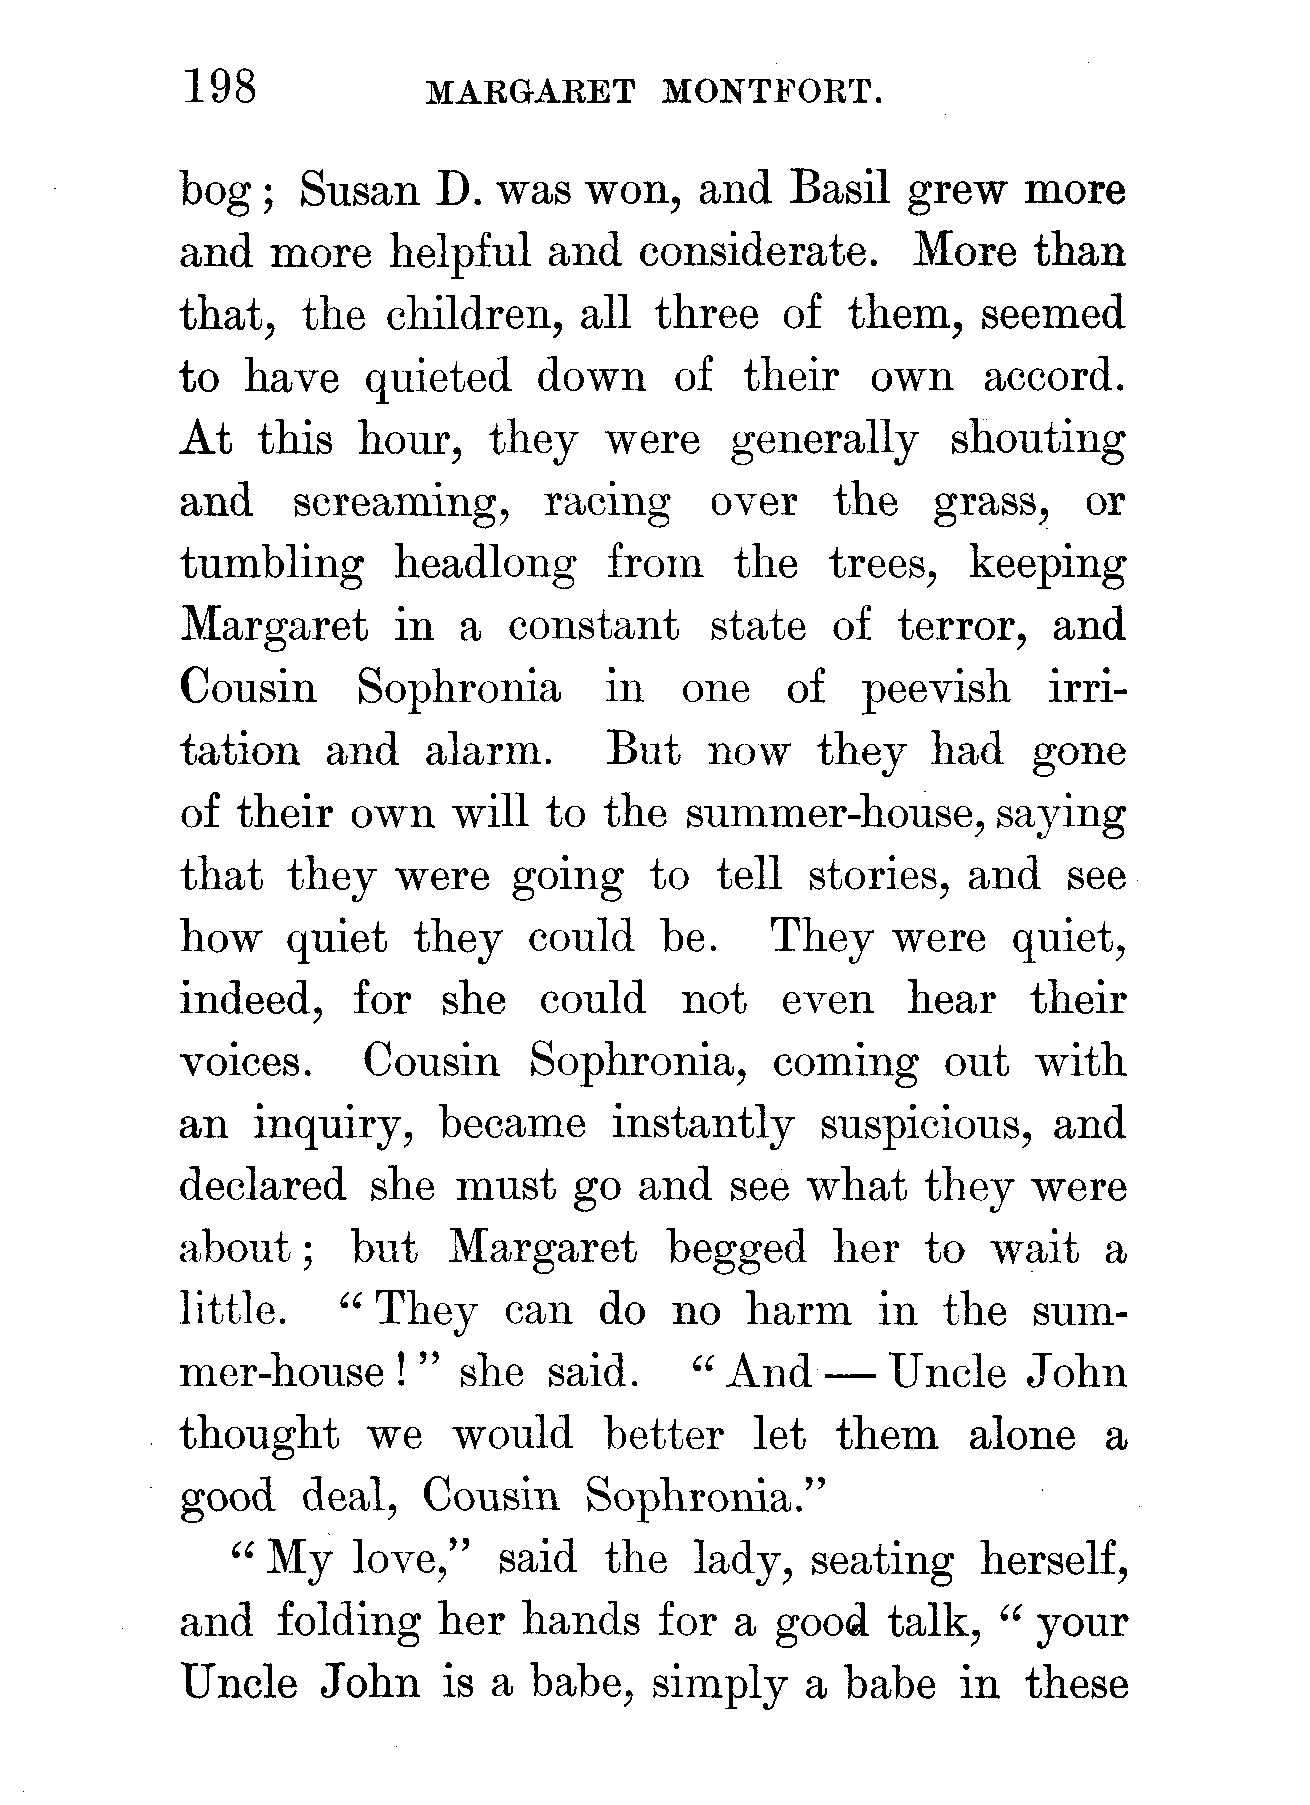 198 MARGARET MONTFORT.
bog; Susan D. was won, and Basil grew more
and more helpful and considerate. More than
that, the children, all three of them, seemed
to have quieted down of their own accord.
At this hour, they were generally shouting
and screaming, racing over the grass, or
tumbling headlong from the trees, keeping
Margaret in a constant state of terror, and
Cousin Sophronia in one of peevish irri-
tation and alarm. But now they had gone
of their own will to the summer-house, saying
that they were going to tell stories, and see
how quiet they could be. They were quiet,
indeed, for she could not even hear their
voices. Cousin Sophronia, coming out with
an inquiry, became instantly suspicious, and
declared she must go and see what they were
about; but Margaret begged her to wait a
little. “They can do no harm in the sum-
mer-house!” she said. “And — Uncle John
thought we would better let them alone a
good deal, Cousin Sophronia.”
“My love,” said the lady, seating herself,
and folding her hands for a good talk, “your
Uncle John is a babe, simply a babe in these